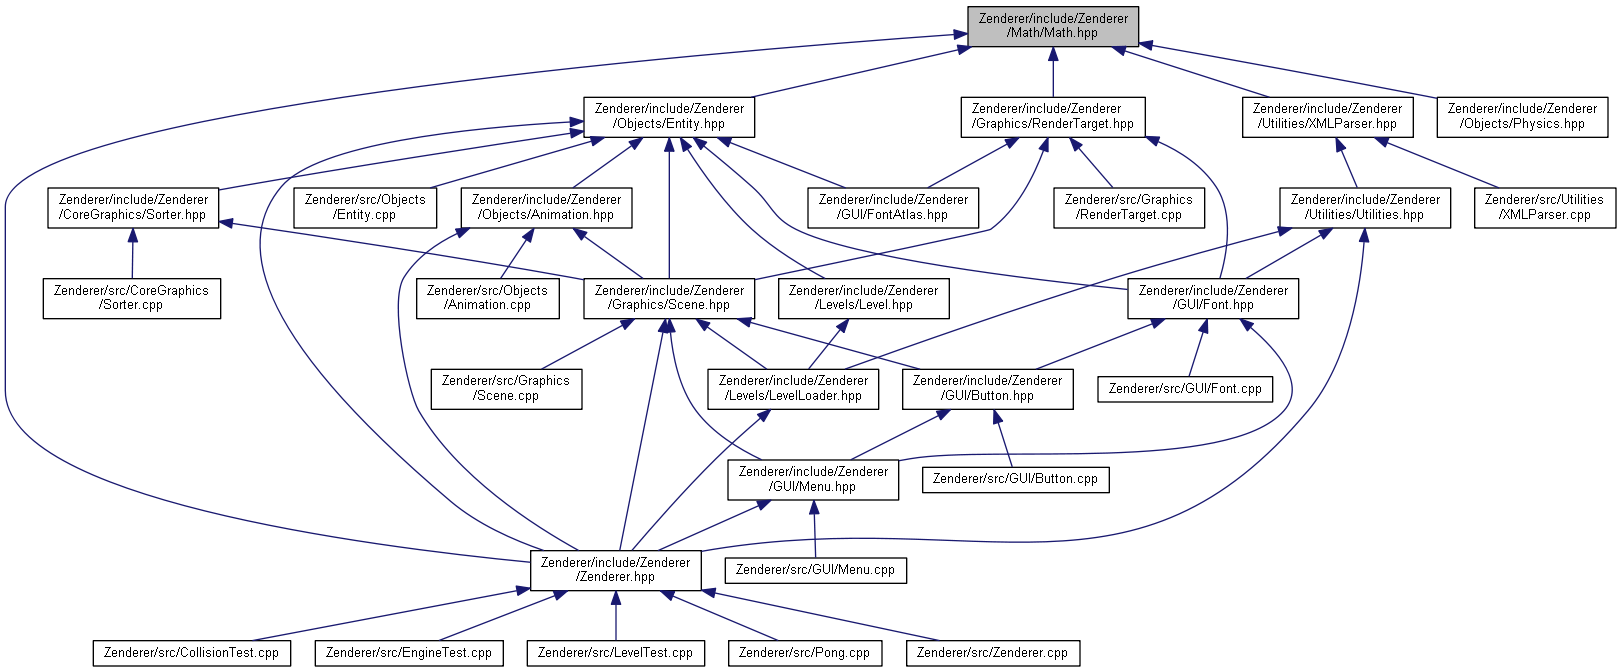 Zenderer/include/Zenderer
/Math/Math.hpp
Zenderer/include/Zenderer
/Objects/Entity.hpp
Zenderer/include/Zenderer
/Graphics/RenderTarget.hpp
Zenderer/include/Zenderer
/Utilities/XMLParser.hpp
Zenderer/include/Zenderer
/Objects/Physics.hpp
Zenderer/include/Zenderer
/CoreGraphics/Sorter.hpp
Zenderer/src/Objects
/Entity.cpp
Zenderer/include/Zenderer
/Objects/Animation.hpp
Zenderer/include/Zenderer
/GUI/FontAtlas.hpp
Zenderer/src/Graphics
/RenderTarget.cpp
Zenderer/include/Zenderer
/Utilities/Utilities.hpp
Zenderer/src/Utilities
/XMLParser.cpp
Zenderer/src/CoreGraphics
/Sorter.cpp
Zenderer/src/Objects
/Animation.cpp
Zenderer/include/Zenderer
/Graphics/Scene.hpp
Zenderer/include/Zenderer
/Levels/Level.hpp
Zenderer/include/Zenderer
/GUI/Font.hpp
Zenderer/src/Graphics
/Scene.cpp
Zenderer/include/Zenderer
/Levels/LevelLoader.hpp
Zenderer/include/Zenderer
/GUI/Button.hpp
Zenderer/src/GUI/Font.cpp
Zenderer/include/Zenderer
/GUI/Menu.hpp
Zenderer/src/GUI/Button.cpp
Zenderer/include/Zenderer
/Zenderer.hpp
Zenderer/src/GUI/Menu.cpp
Zenderer/src/CollisionTest.cpp
Zenderer/src/EngineTest.cpp
Zenderer/src/LevelTest.cpp
Zenderer/src/Pong.cpp
Zenderer/src/Zenderer.cpp